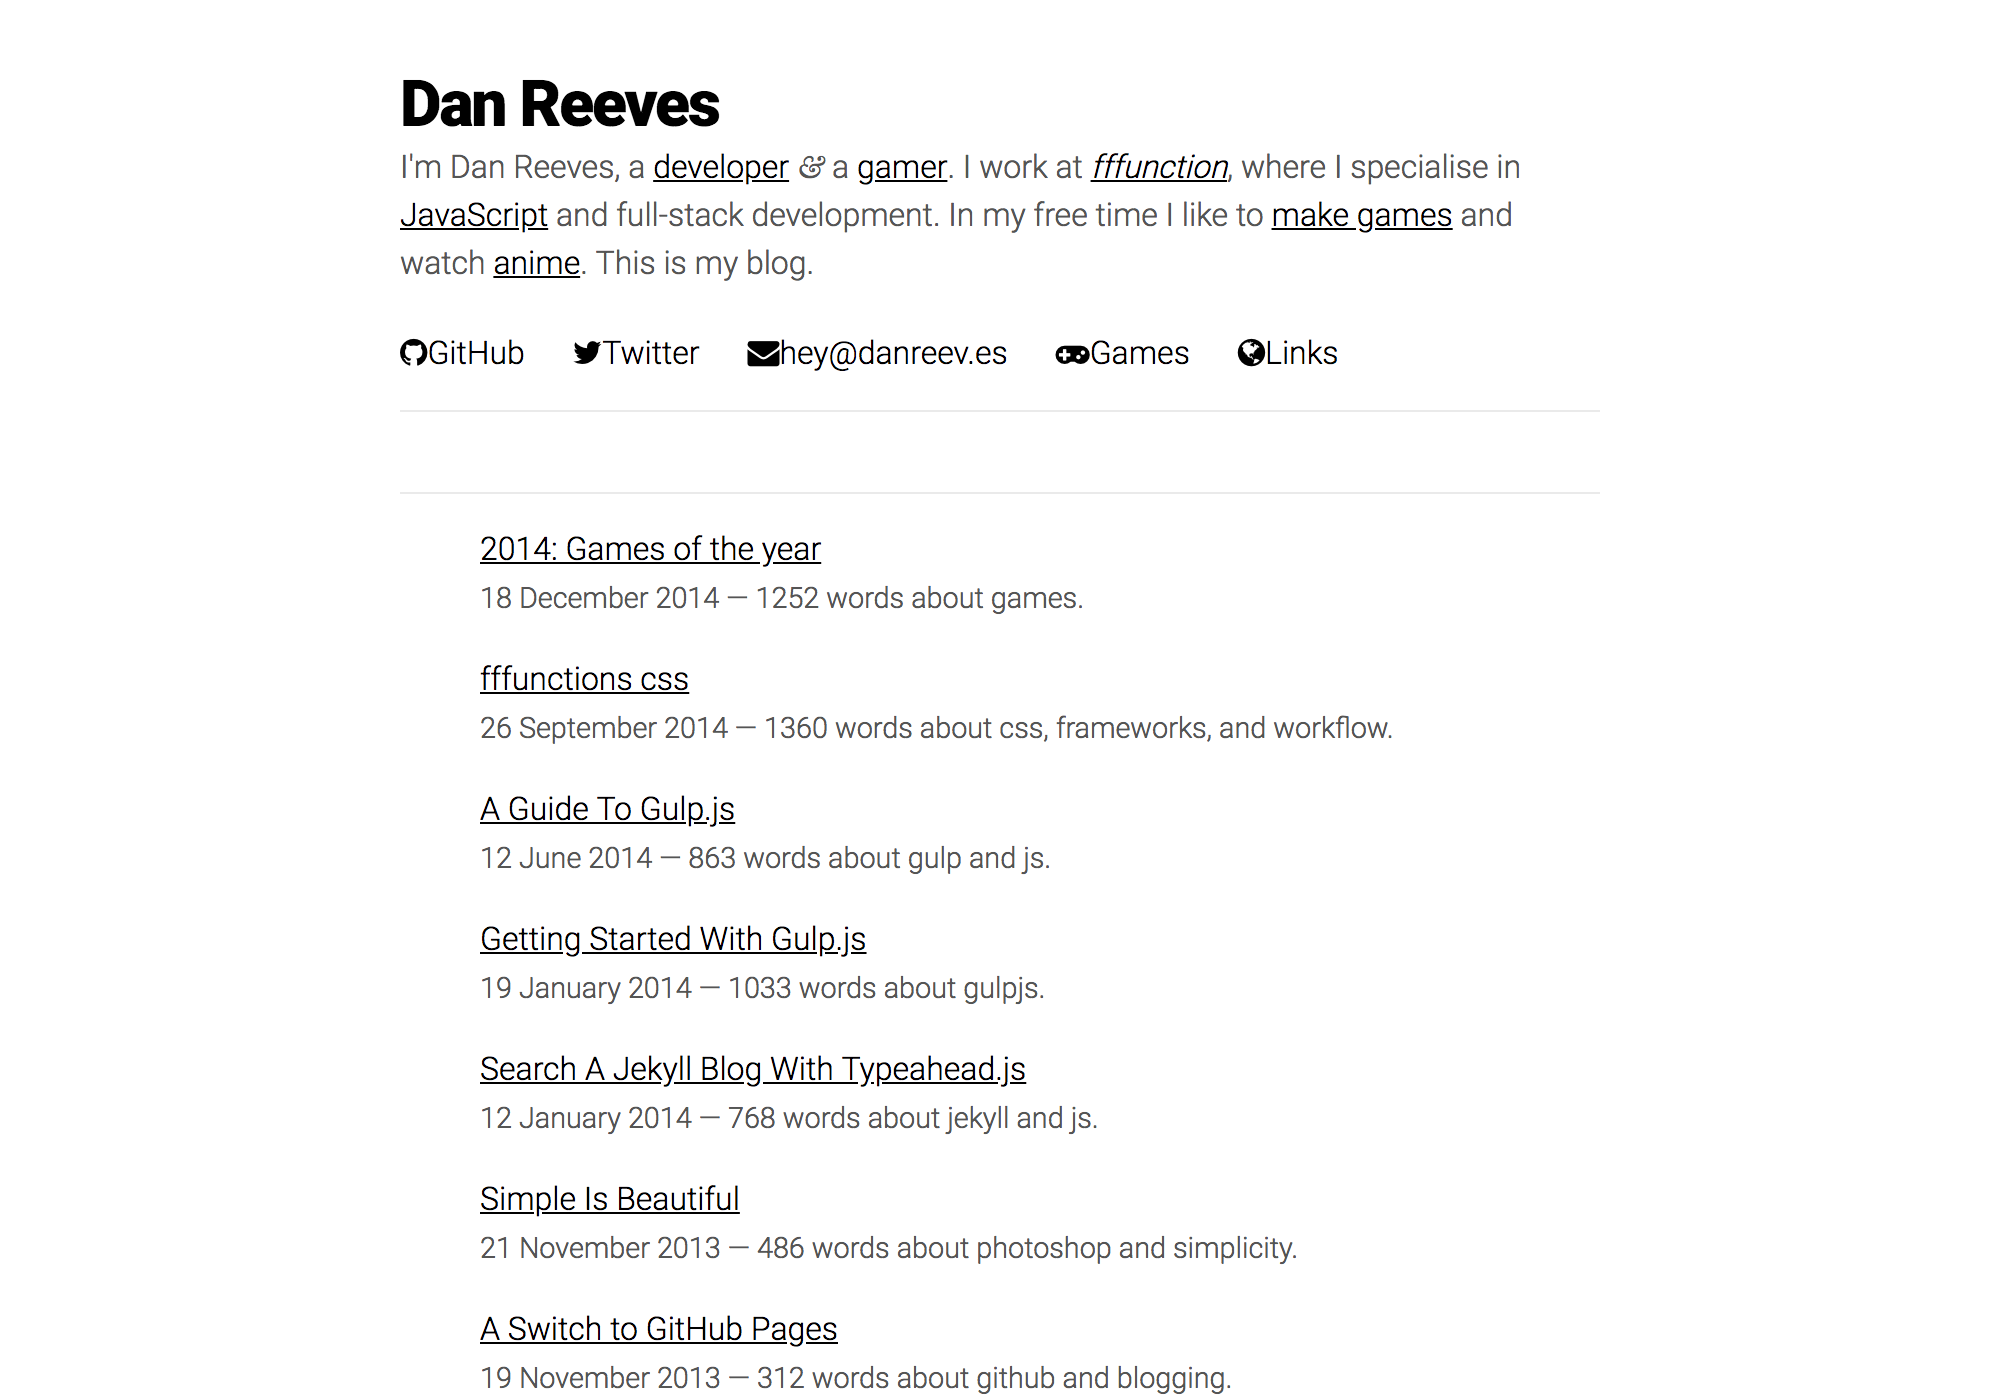 Dan Reeves
I'm Dan Reeves, a developer & a gamer. I work at fffunction, where I specialise in
JavaScript and full-stack development. In my free time I like to make games and
watch anime. This is my blog.
GitHub Twitter hey@danreev.es Games Links
2014: Games of the year
18 December 2014 — 1252 words about games.
fffunctions css
26 September 2014 — 1360 words about css, frameworks, and workflow.
A Guide To Gulp.js
12 June 2014 — 863 words about gulp and js.
Getting Started With Gulp.js
19 January 2014 — 1033 words about gulpjs.
Search A Jekyll Blog With Typeahead.js
12 January 2014 — 768 words about jekyll and js.
Simple Is Beautiful
21 November 2013 — 486 words about photoshop and simplicity.
A Switch to GitHub Pages
19 November 2013 — 312 words about github and blogging.